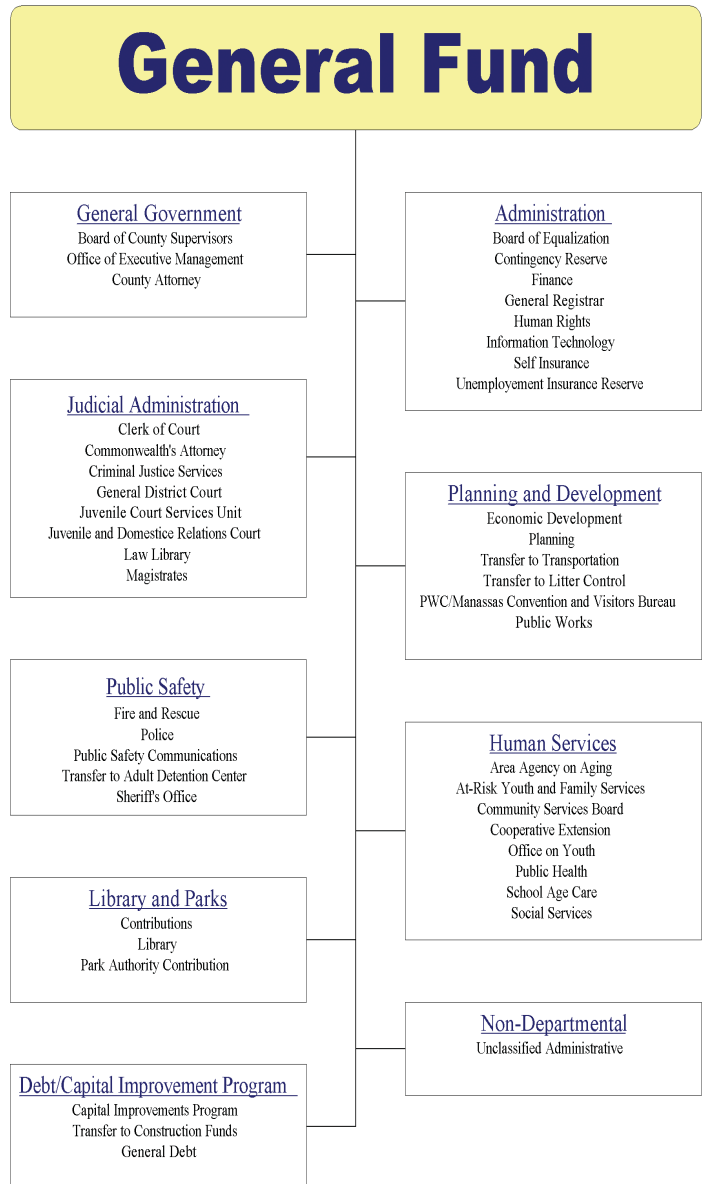 General Fund
General Government
Board of County Supervisors
Office of Executive Management
County Attorney
Administration
Board of Equalization
Contingency Reserve
Finance
General Registrar
Human Rights
Information Technology
Self Insurance
Unemployement Insurance Reserve
Judicial Administration
Clerk of Court
Commonwealth's Attorney
Criminal Justice Services
General District Court
Juvenile Court Services Unit
Juvenile and Domestice Relations Court
Law Library
Magistrates
Planning and Development
Economic Development
Planning
Transfer to Transportation
Transfer to Litter Control
PWC/Manassas Convention and Visitors Bureau
Public Works
Public Safety
Fire and Rescue
Police
Public Safety Communications
Transfer to Adult Detention Center
Sheriff's Office
Human Services
Area Agency on Aging
At-Risk Youth and Family Services
Community Services Board
Cooperative Extension
Office on Youth
Public Health
School Age Care
Social Services
Library and Parks
Contributions
Library
Park Authority Contribution
Non-Departmental
Unclassified Administrative
Debt/Capital Improvement Program
Capital Improvements Program
Transfer to Construction Funds
General Debt